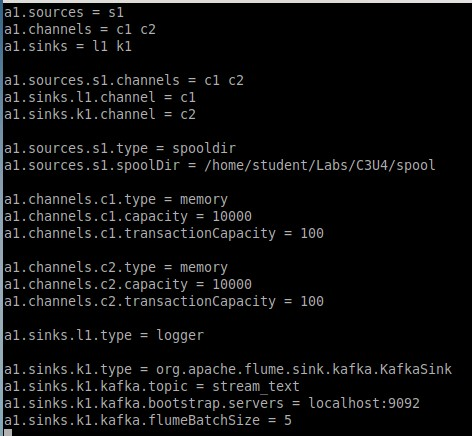 a1.sources = s1
a1.channels = c1 c2
a1.sinks = l1 k1
a1.sources.s1.channels = c1 c2
a1.sinks.l1.channel = c1
a1.sinks.k1.channel = c2
a1.sources.s1.type = spooldir
a1.sources.s1.spoolDir = /home/student/Labs/C3U4/spool
a1.channels.c1.type = memory
a1.channels.c1.capacity = 10000
a1.channels.c1.transactionCapacity = 100
a1.channels.c2.type = memory
a1.channels.c2.capacity = 10000
a1.channels.c2.transactionCapacity = 100
a1.sinks.l1.type = logger
a1.sinks.k1.type = org.apache.flume.sink.kafka.KafkaSink
a1.sinks.k1.kafka.topic = stream_text
a1.sinks.k1.kafka.bootstrap.servers = localhost:9092
a1.sinks.k1.kafka.flumeBatchSize = 5